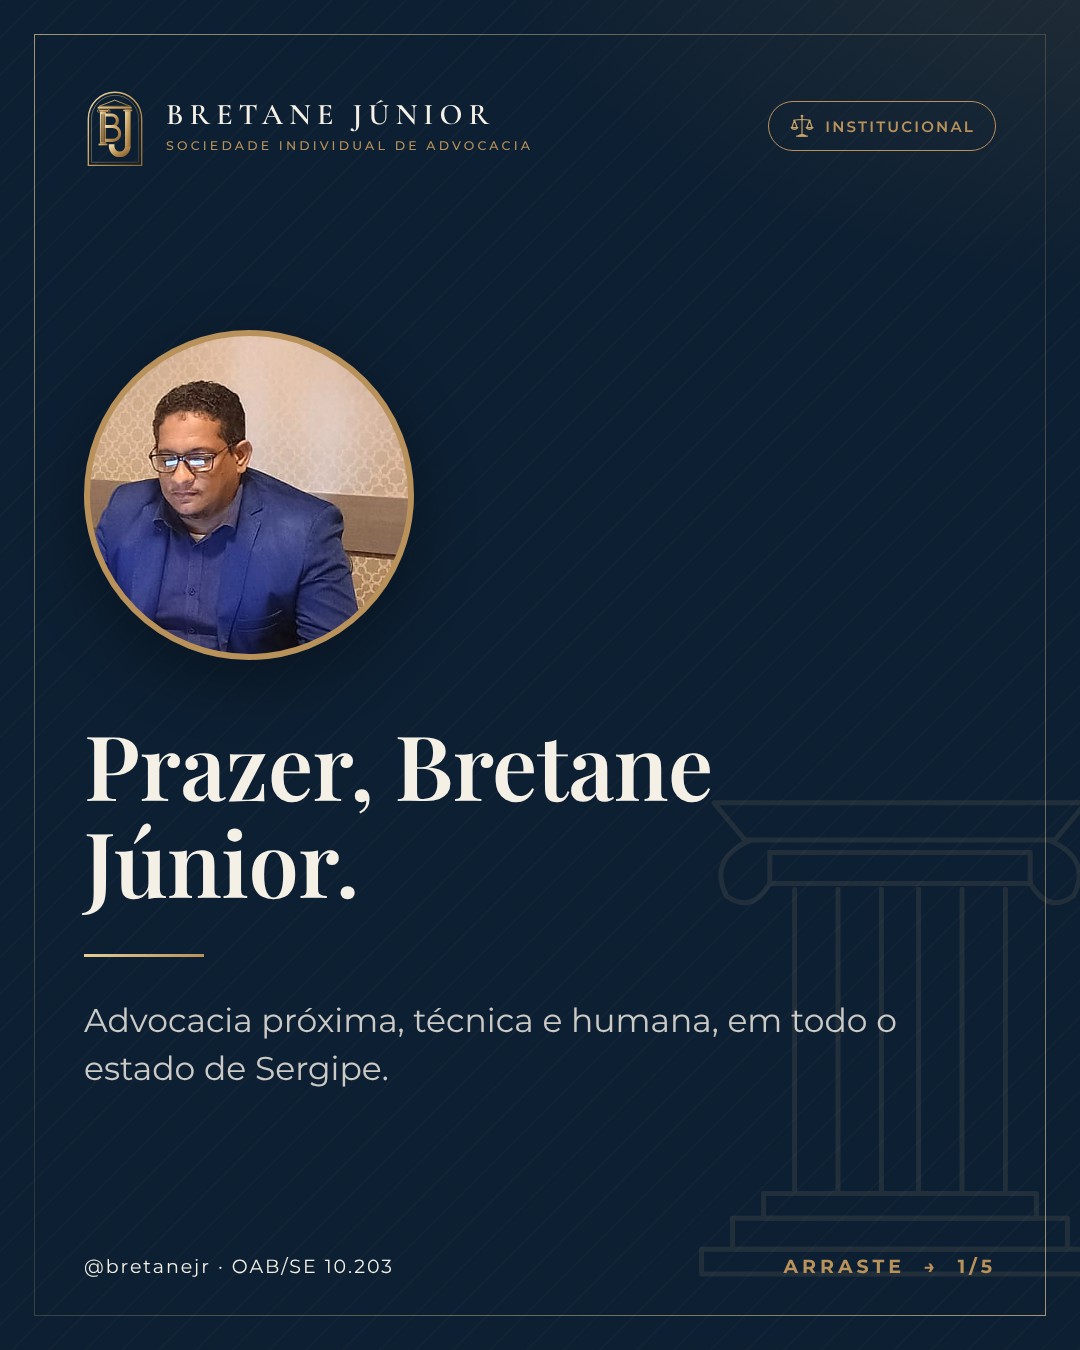 BRETANE JÚNIOR
SOCIEDADE INDIVIDUAL DE ADVOCACIA
INSTITUCIONAL
Prazer, Bretane
Júnior.
Advocacia próxima, técnica e humana, em todo o
estado de Sergipe.
@bretanejr · OAB/SE 10.203
ARRASTE → 1/5